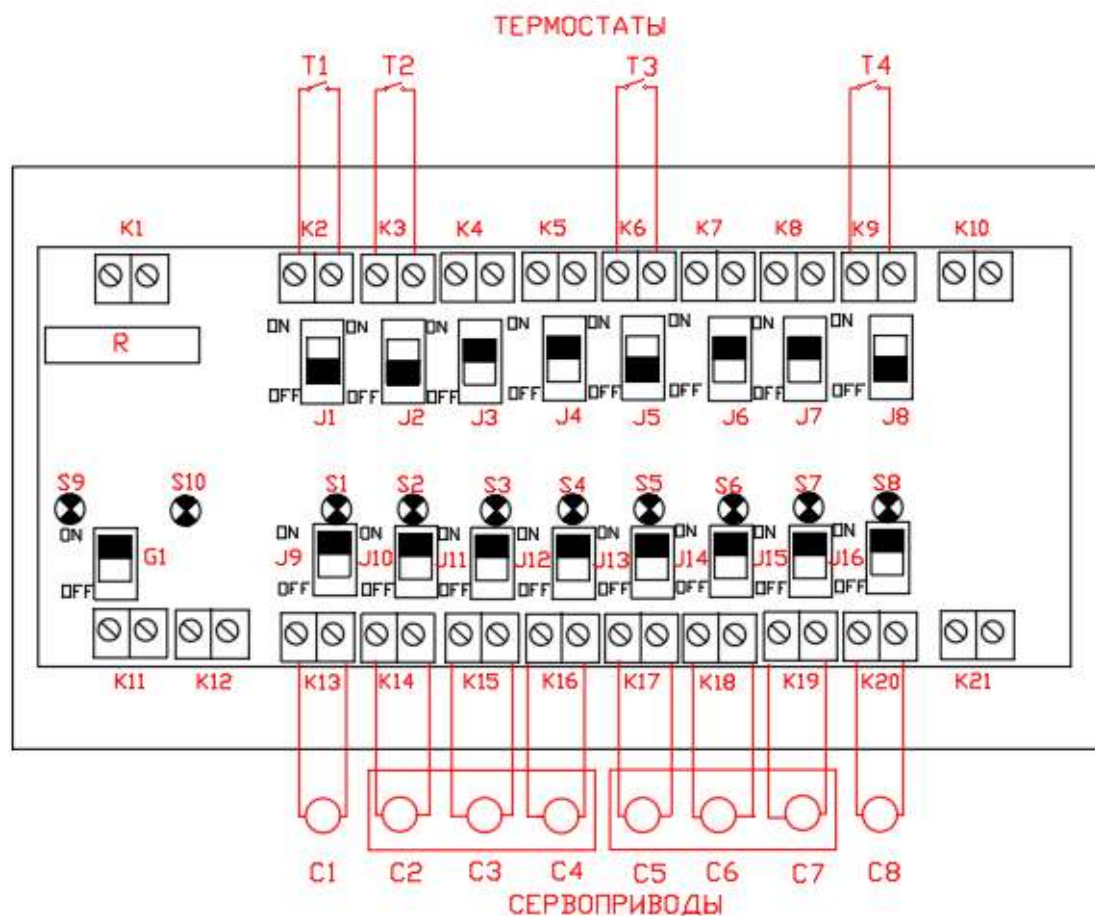 ТЕРМОСТАТЫ
T1 T2 T3 T4
K1 K2 K3 K4 K5 K6 K7 K8 K9 K10
ON ON ON ON ON ON ON ON
R
OFF OFF OFF OFF OFF OFF OFF OFF
J1 J2 J3 J4 J5 J6 J7 J8
S9 S10 S1 S2 S3 S4 S5 S6 S7 S8
ON ON ON ON ON ON ON ON ON
G1 J9 J10 J11 J12 J13 J14 J15 J16
OFF OFF OFF OFF OFF OFF OFF OFF OFF
K11 K12 K13 K14 K15 K16 K17 K18 K19 K20 K21
C1 C2 C3 C4 C5 C6 C7 C8
СЕРВОПРИВОДЫ